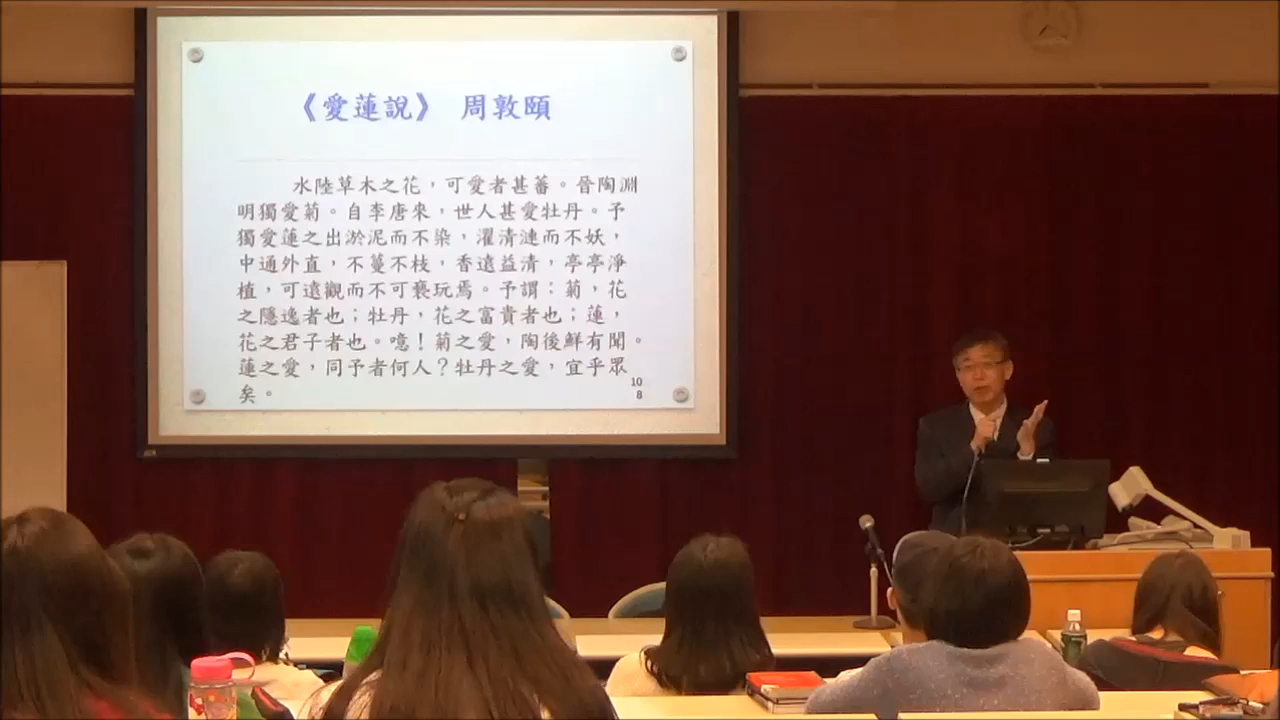 《愛蓮說》 周敦頤
水陸草木之花，可愛者甚蕃。晉陶淵
明獨愛菊。自李唐來，世人甚愛牡丹。予
獨愛蓮之出淤泥而不染，濯清漣而不妖，
中通外直，不蔓不枝，香遠益清，亭亭淨
植，可遠觀而不可褻玩焉。予謂：菊，花
之隱逸者也；牡丹，花之富貴者也；蓮，
花之君子者也。噫！菊之愛，陶後鮮有聞。
蓮之愛，同予者何人？牡丹之愛，宜乎眾
矣。
10
8